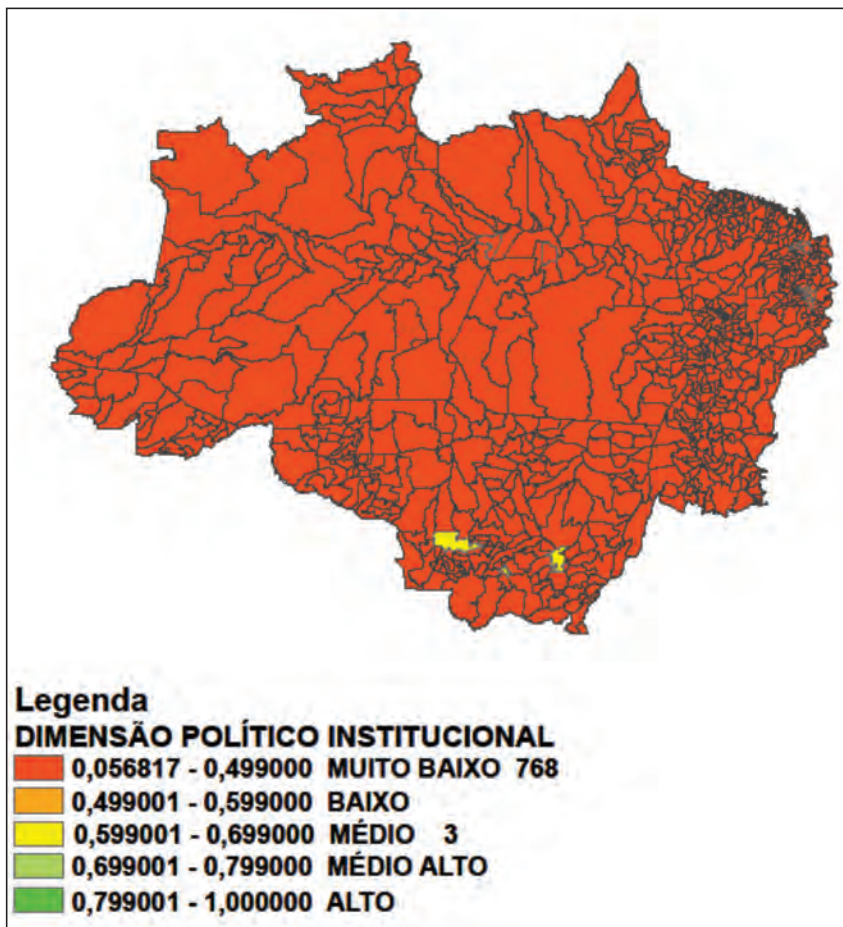 Legenda
DIMENSÃO POLÍTICO INSTITUCIONAL
0,056817 - 0,499000 MUITO BAIXO 768
0,499001 - 0,599000 BAIXO
0,599001 - 0,699000 MÉDIO 3
0,699001 - 0,799000 MÉDIO ALTO
0,799001 - 1,000000 ALTO